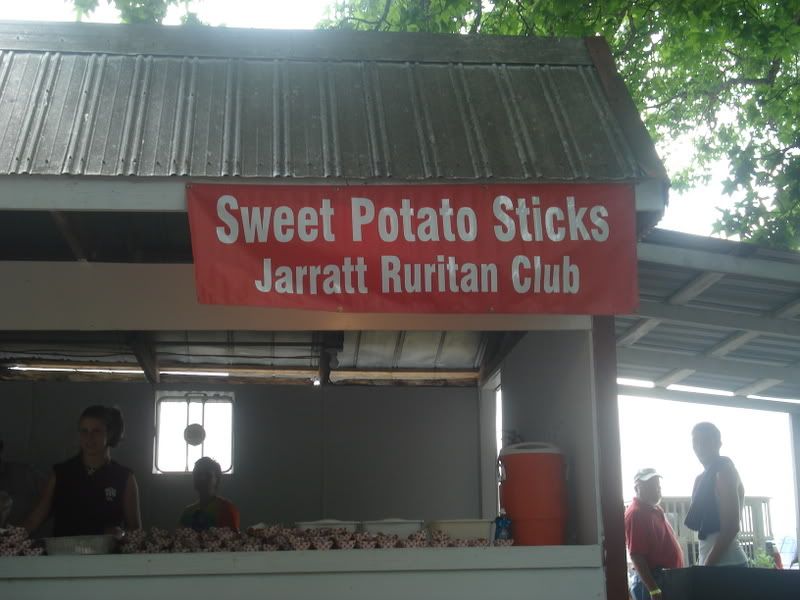 Sweet Potato Sticks
Jarratt Ruritan Club